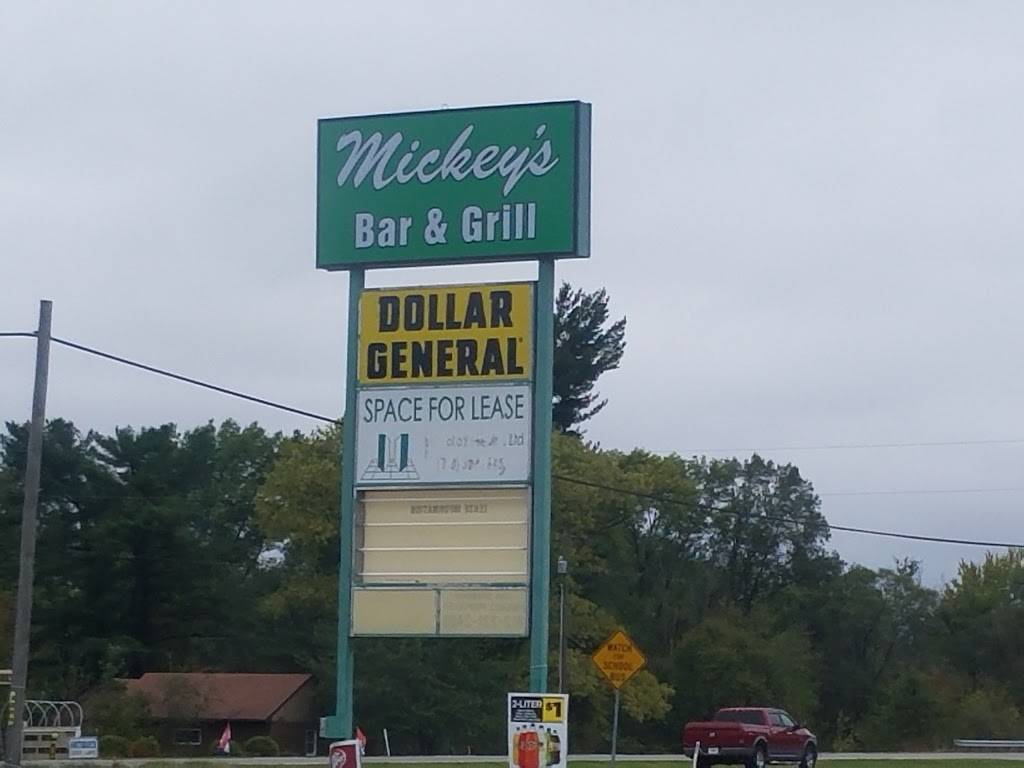 Mickey's
Bar & Grill
DOLLAR
GENERAL
SPACE FOR LEASE
WATCH
FOR
SCHOOL
BUS
2-LITER $1